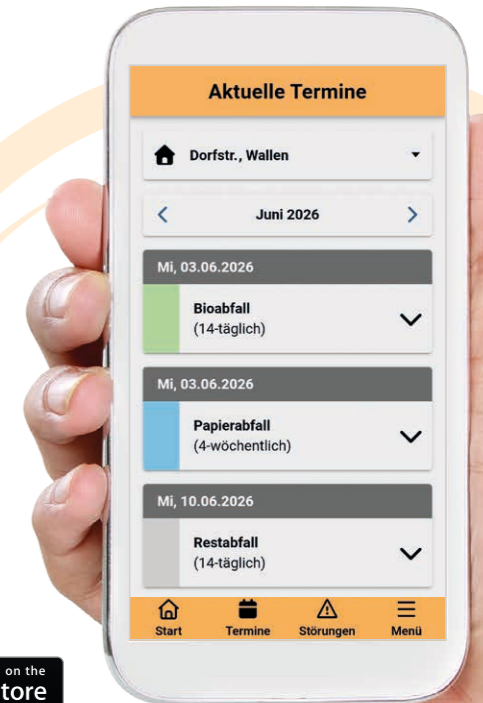 Aktuelle Termine
Dorfstr., Wallen
Juni 2026
Mi, 03.06.2026
Bioabfall
(14-täglich)
Mi, 03.06.2026
Papierabfall
(4-wöchentlich)
Mi, 10.06.2026
Restabfall
(14-täglich)
Start Termine Störungen Menü
on the
tore